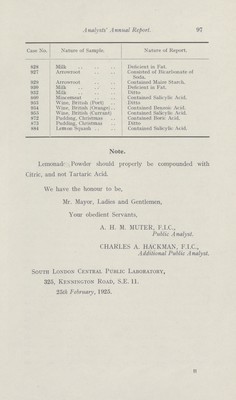 Analysts' Annual Report. 97
Case No. Nature of Sample. Nature of Report.
826 Milk .. .. .. Deficient in Fat.
827 Arrowroot .. .. Consisted of Bicarbonate of
Soda.
829 Arrowroot .. .. Contained Maize Starch.
830 Milk .. .. .. Deficient in Fat.
832 Milk .. .. .. Ditto
840 Mincemeat .. .. Contained Salicylic Acid.
853 Wine, British (Port) .. Ditto
854 Wine, British (Orange) .. Contained Benzoic Acid.
855 Wine, British (Currant) Contained Salicylic Acid.
872 Pudding, Christmas .. Contained Boric Acid.
873 Pudding, Christmas .. Ditto
884 Lemon Squash .. .. Contained Salicylic Acid.
Note.
Lemonade Powder should properly be compounded with
Citric, and not Tartaric Acid.
We have the honour to be,
Mr. Mayor, Ladies and Gentlemen,
Your obedient Servants,
A. H. M. MUTER, F.I.C.,
Public Analyst.
CHARLES A. HACKMAN, F.I.C.,
Additional Public Analyst.
South London Central Public Laboratory,
325, Kennington Road, S.E. 11.
25th February, 1925.
H